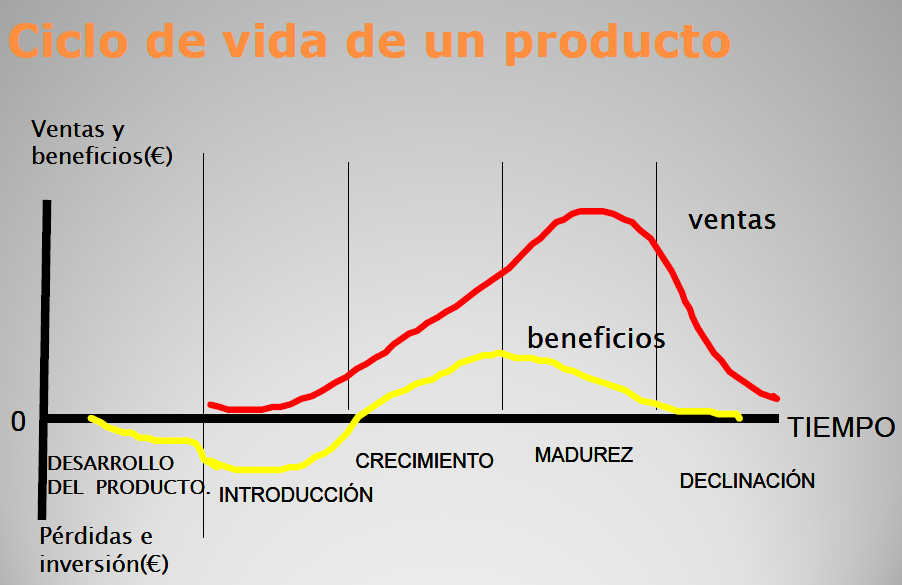 Ciclo de vida de un producto
Ventas y
beneficios(€)
ventas
beneficios
0
TIEMPO
DESARROLLO
DEL PRODUCTO.
INTRODUCCIÓN
CRECIMIENTO
MADUREZ
DECLINACIÓN
Pérdidas e
inversión(€)